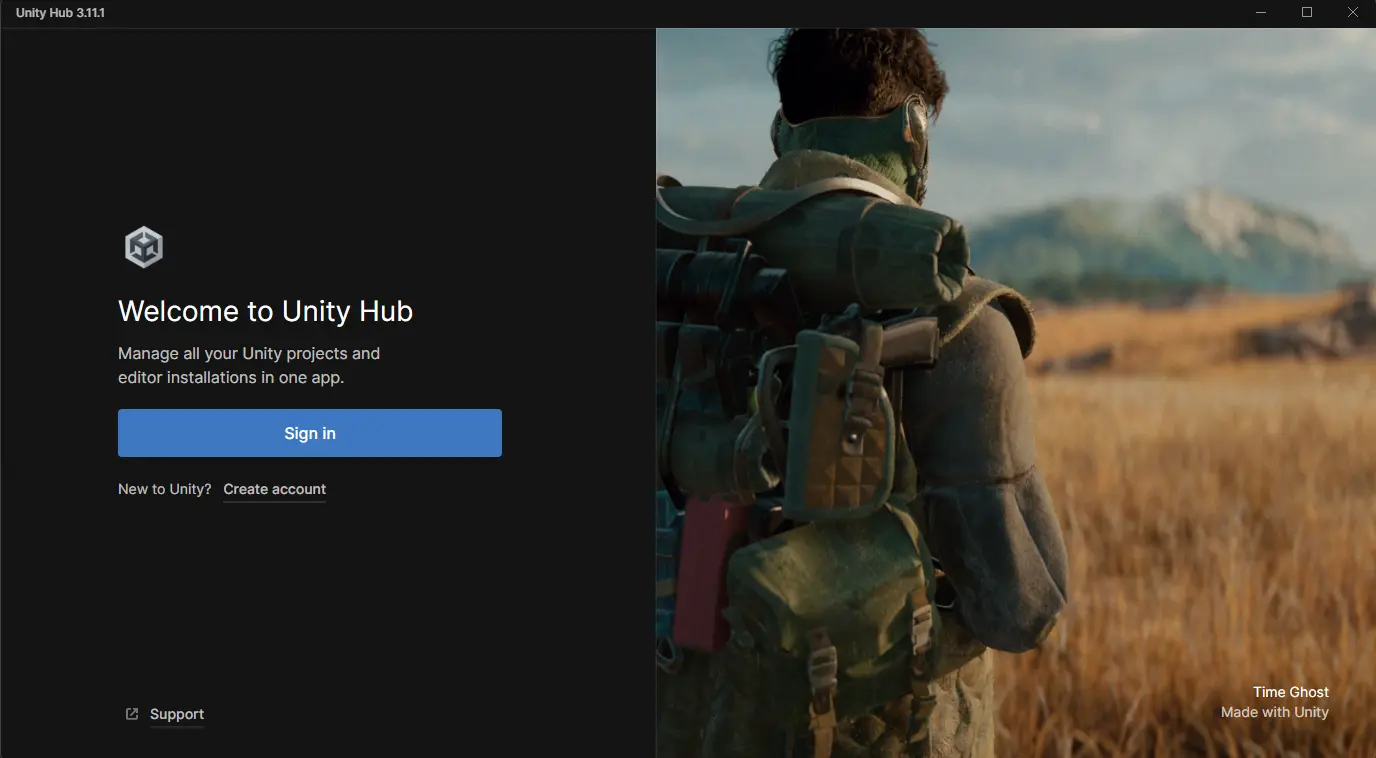 Unity Hub 3.11.1
Welcome to Unity Hub
Manage all your Unity projects and
editor installations in one app.
Sign in
New to Unity? Create account
Support
Time Ghost
Made with Unity